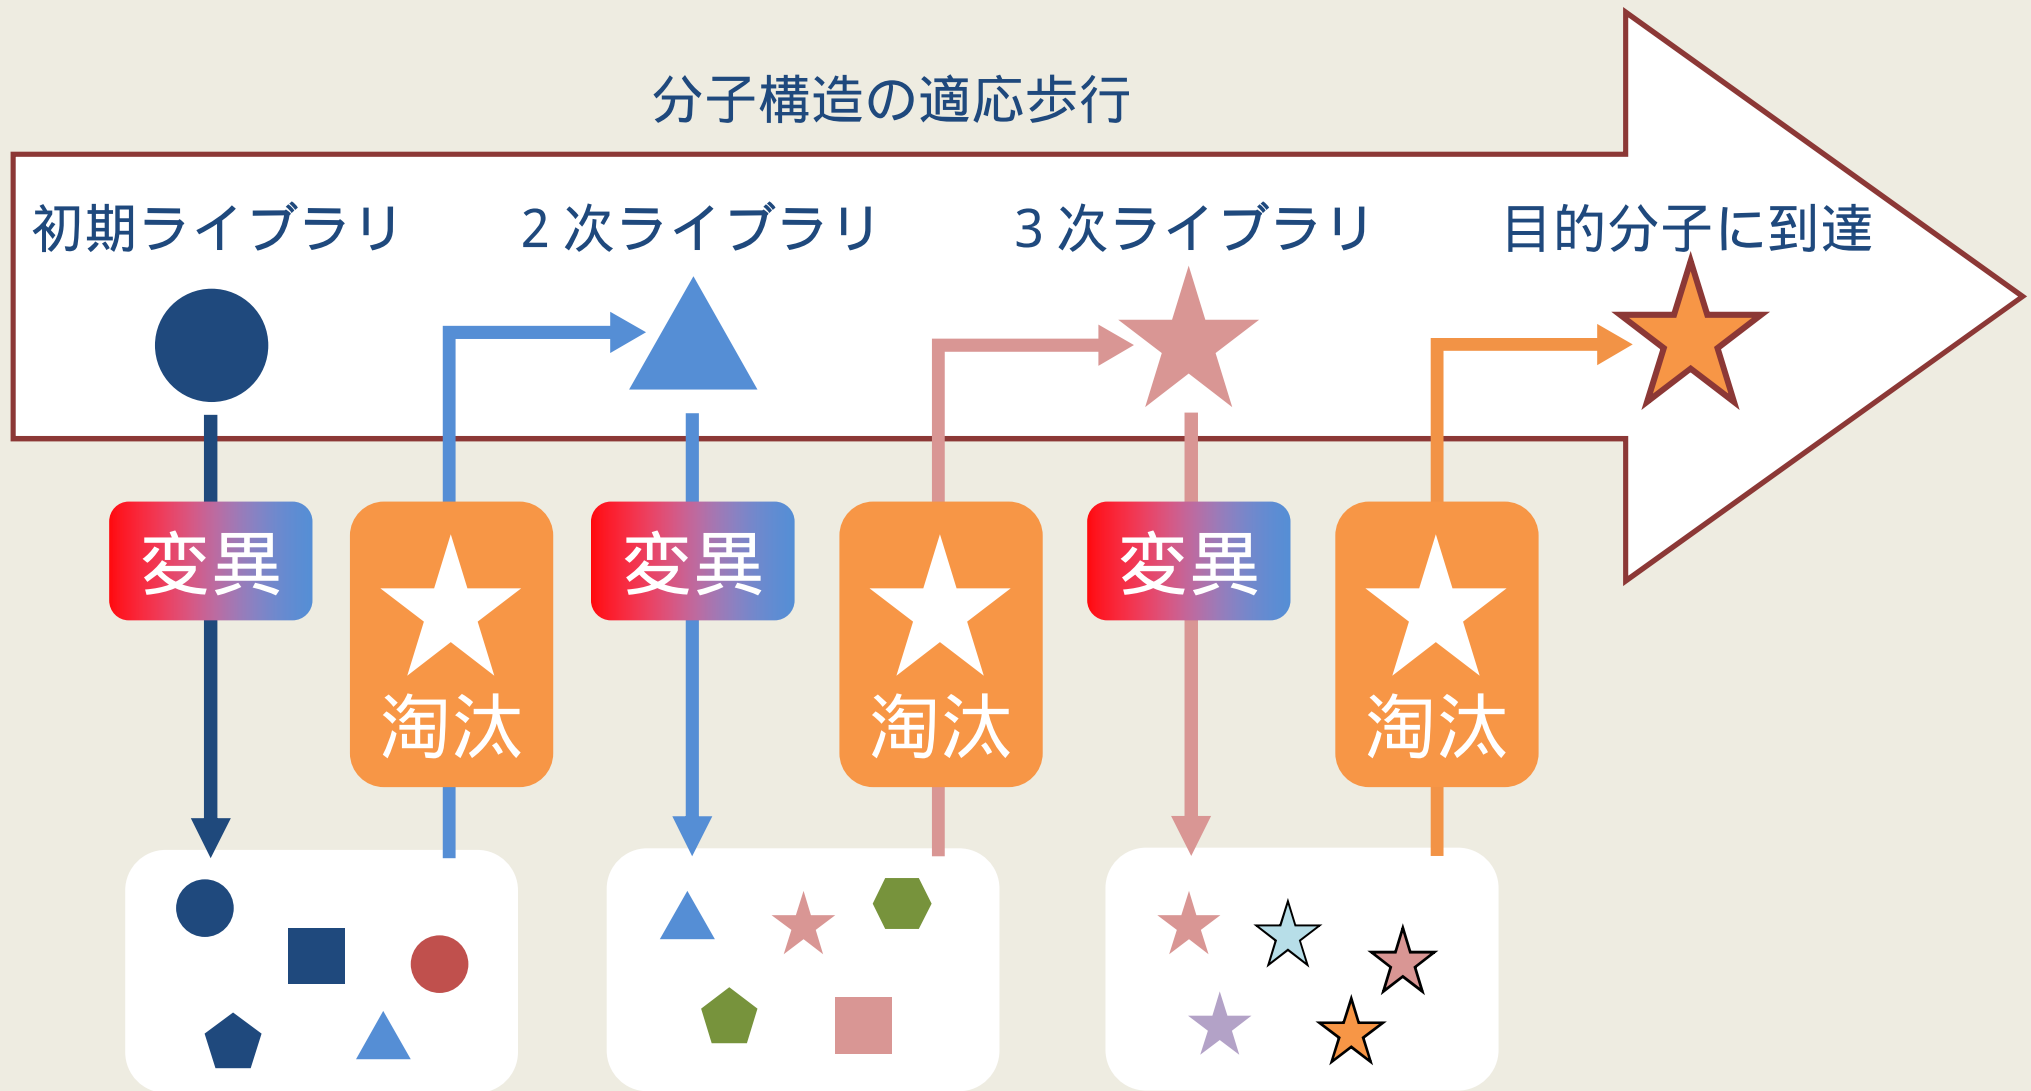 分子構造の適応歩行
初期ライブラリ
2 次ライブラリ
3 次ライブラリ
目的分子に到達
変異
淘汰
変異
淘汰
変異
淘汰